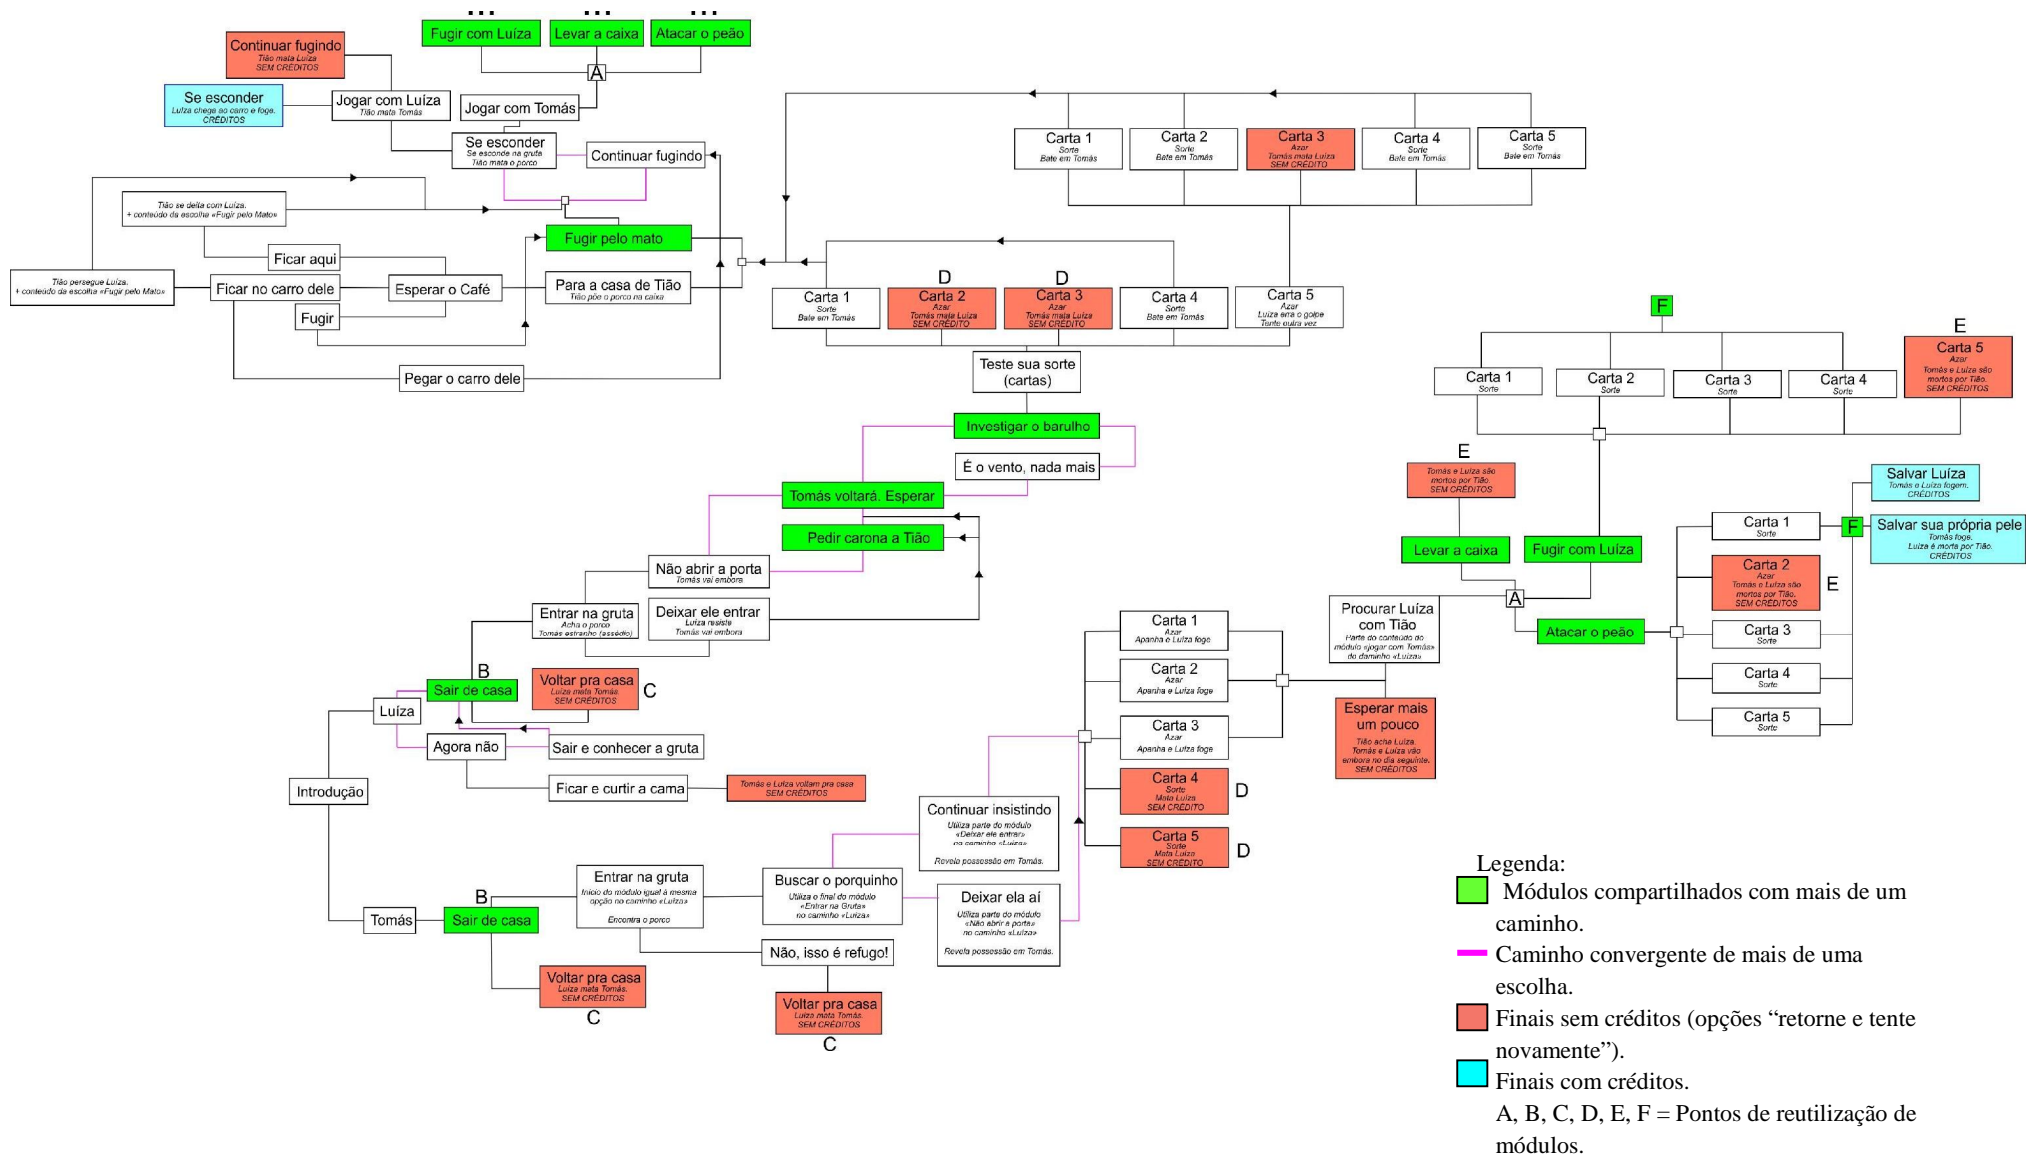 ...
...
...
Fugir com Luíza
Levar a caixa
Atacar o peão
A
Continuar fugindo
Tião mata Luíza
SEM CRÉDITOS
Se esconder
Luíza chega ao carro e foge.
CRÉDITOS
Jogar com Luíza
Tião mata Tomás
Jogar com Tomás
Se esconder
Se esconde na gruta
Tião mata o porco
Continuar fugindo
Tião se deita com Luíza.
+ conteúdo da escolha «Fugir pelo Mato»
Fugir pelo mato
Ficar aqui
Tião persegue Luíza.
+ conteúdo da escolha «Fugir pelo Mato»
Ficar no carro dele
Esperar o Café
Para a casa de Tião
Tião põe o porco na caixa
Fugir
Pegar o carro dele
Carta 1
Sorte
Bate em Tomás
Carta 2
Sorte
Bate em Tomás
Carta 3
Azar
Tomás mata Luíza
SEM CRÉDITO
Carta 4
Sorte
Bate em Tomás
Carta 5
Sorte
Bate em Tomás
D
D
Carta 1
Sorte
Bate em Tomás
Carta 2
Azar
Tomás mata Luíza
SEM CRÉDITO
Carta 3
Azar
Tomás mata Luíza
SEM CRÉDITO
Carta 4
Sorte
Bate em Tomás
Carta 5
Azar
Luíza erra o golpe
Tente outra vez
Teste sua sorte
(cartas)
Investigar o barulho
É o vento, nada mais
Tomás voltará. Esperar
Pedir carona a Tião
Não abrir a porta
Tomás vai embora
Entrar na gruta
Acha o porco
Tomás estranho (assédio)
Deixar ele entrar
Luíza resiste
Tomás vai embora
B
Sair de casa
Voltar pra casa
Luíza mata Tomás
SEM CRÉDITOS
C
Luíza
Agora não
Sair e conhecer a gruta
Ficar e curtir a cama
Tomás e Luíza voltam pra casa
SEM CRÉDITOS
Introdução
Tomás
B
Sair de casa
Entrar na gruta
Início do módulo igual à mesma
opção no caminho «Luíza»
Encontra o porco
Voltar pra casa
Luíza mata Tomás.
SEM CRÉDITOS
C
Buscar o porquinho
Utiliza o final do módulo
«Entrar na Gruta»
no caminho «Luíza»
Não, isso é refugo!
Voltar pra casa
Luíza mata Tomás.
SEM CRÉDITOS
C
Continuar insistindo
Utiliza parte do módulo
«Deixar ele entrar»
no caminho «Luíza»
Revela possessão em Tomás.
Deixar ela aí
Utiliza parte do módulo
«Não abrir a porta»
no caminho «Luíza»
Revela possessão em Tomás.
Carta 1
Azar
Apanha e Luíza foge
Carta 2
Azar
Apanha e Luíza foge
Carta 3
Azar
Apanha e Luíza foge
Carta 4
Sorte
Mata Luíza
SEM CRÉDITO
D
Carta 5
Sorte
Mata Luíza
SEM CRÉDITO
D
Procurar Luíza
com Tião
Parte do conteúdo do
módulo «jogar com Tomás»
do daminho «Luíza»
Esperar mais
um pouco
Tião acha Luíza.
Tomás e Luíza vão
embora no dia seguinte.
SEM CRÉDITOS
A
E
Tomás e Luíza são
mortos por Tião.
SEM CRÉDITOS
Levar a caixa
Fugir com Luíza
Atacar o peão
F
Carta 1
Sorte
Carta 2
Sorte
Carta 3
Sorte
Carta 4
Sorte
E
Carta 5
Azar
Tomás e Luíza são
mortos por Tião.
SEM CRÉDITOS
Carta 1
Sorte
Carta 2
Azar
Tomás e Luíza são
mortos por Tião.
SEM CRÉDITOS
E
Carta 3
Sorte
Carta 4
Sorte
Carta 5
Sorte
F
Salvar Luíza
Tomás e Luíza fogem.
CRÉDITOS
Salvar sua própria pele
Tomás foge.
Luíza é morta por Tião.
CRÉDITOS
Legenda:
Módulos compartilhados com mais de um
caminho.
Caminho convergente de mais de uma
escolha.
Finais sem créditos (opções “retorne e tente
novamente”).
Finais com créditos.
A, B, C, D, E, F = Pontos de reutilização de
módulos.